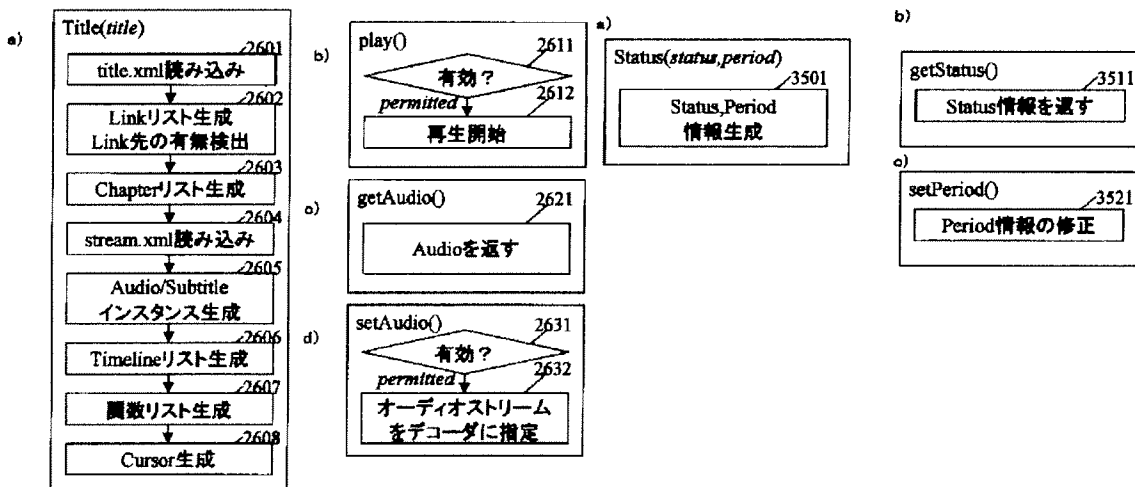 a)
Title(title)
2601
title.xml読み込み
2602
Linkリスト生成
Link先の有無検出
2603
Chapterリスト生成
2604
stream.xml読み込み
2605
Audio/Subtitle
インスタンス生成
2606
Timelineリスト生成
2607
関数リスト生成
2608
Cursor生成
b)
play()
2611
有効？
permitted
2612
再生開始
c)
getAudio()
2621
Audioを返す
d)
setAudio()
2631
有効？
permitted
2632
オーディオストリーム
をデコーダに指定
a)
Status(status,period)
3501
Status,Period
情報生成
b)
getStatus()
3511
Status情報を返す
c)
setPeriod()
3521
Period情報の修正